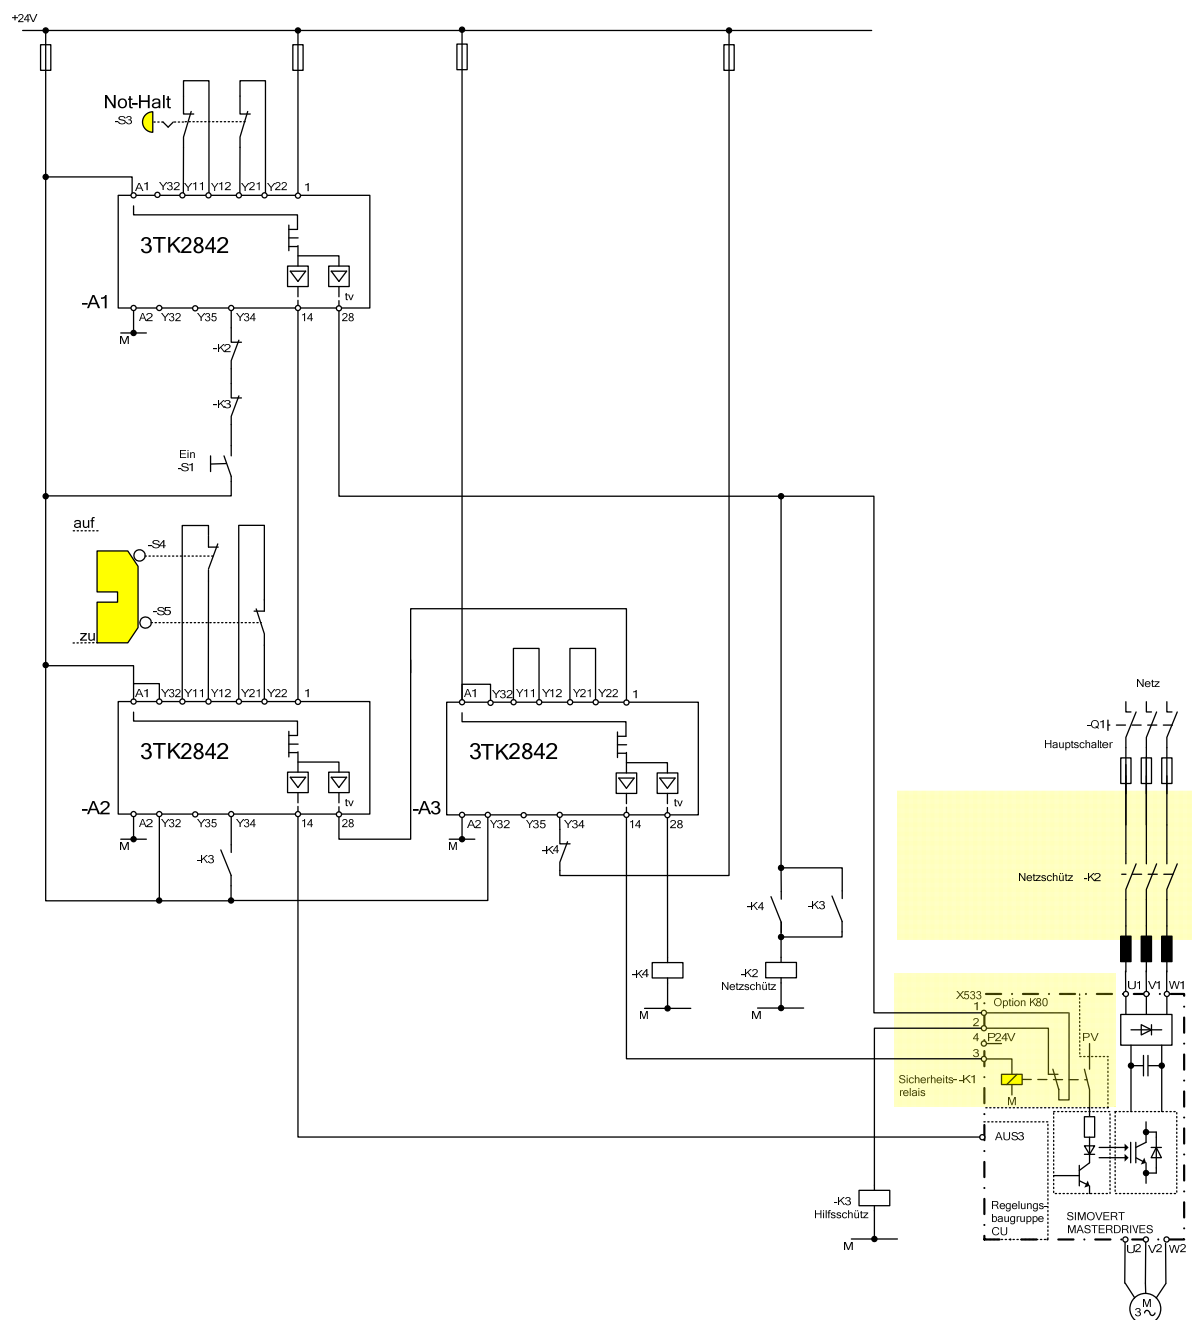 +24V
Not-Halt
-S3
A1 Y32 Y11 Y12 Y21 Y22 1
3TK2842
-A1
tv
A2 Y32 Y35 Y34 14 28
M
-K2
-K3
Ein
-S1
auf
-S4
-S5
zu
A1 Y32 Y11 Y12 Y21 Y22 1
3TK2842
-A2
tv
A2 Y32 Y35 Y34 14 28
M
-K3
A1 Y32 Y11 Y12 Y21 Y22 1
3TK2842
-A3
tv
A2 Y32 Y35 Y34 14 28
M
-K4
-K4
M
-K4 -K3
-K2
Netzschütz
M
Netz
-Q1
Hauptschalter
Netzschütz -K2
U1 V1 W1
X533
Option K80
1
2
4 P24V
3
PV
Sicherheits- -K1
relais
M
AUS3
-K3
Hilfsschütz
M
Regelungs-
baugruppe
CU
SIMOVERT
MASTERDRIVES
U2 V2 W2
M
3~